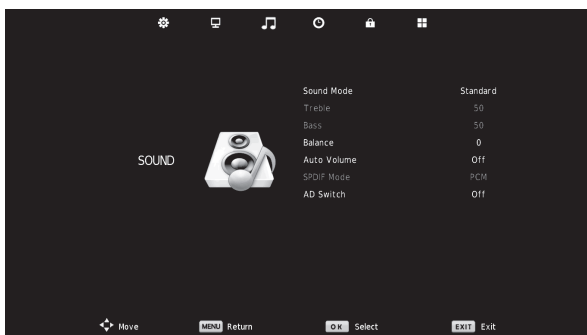 Sound Mode Standard
Treble 50
Bass 50
Balance 0
SOUND
Auto Volume Off
SPDIF Mode PCM
AD Switch Off
Move MENU Return OK Select EXIT Exit